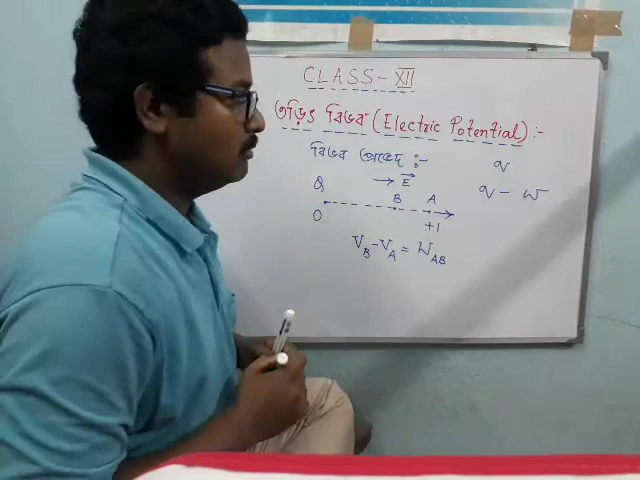 CLASS - XII
তড়িৎ বিভব (Electric Potential) :-
বিভব প্রভেদ :-
q
→ E⃗
q - W
Q
B
A
O
+1
V_B - V_A = W_AB